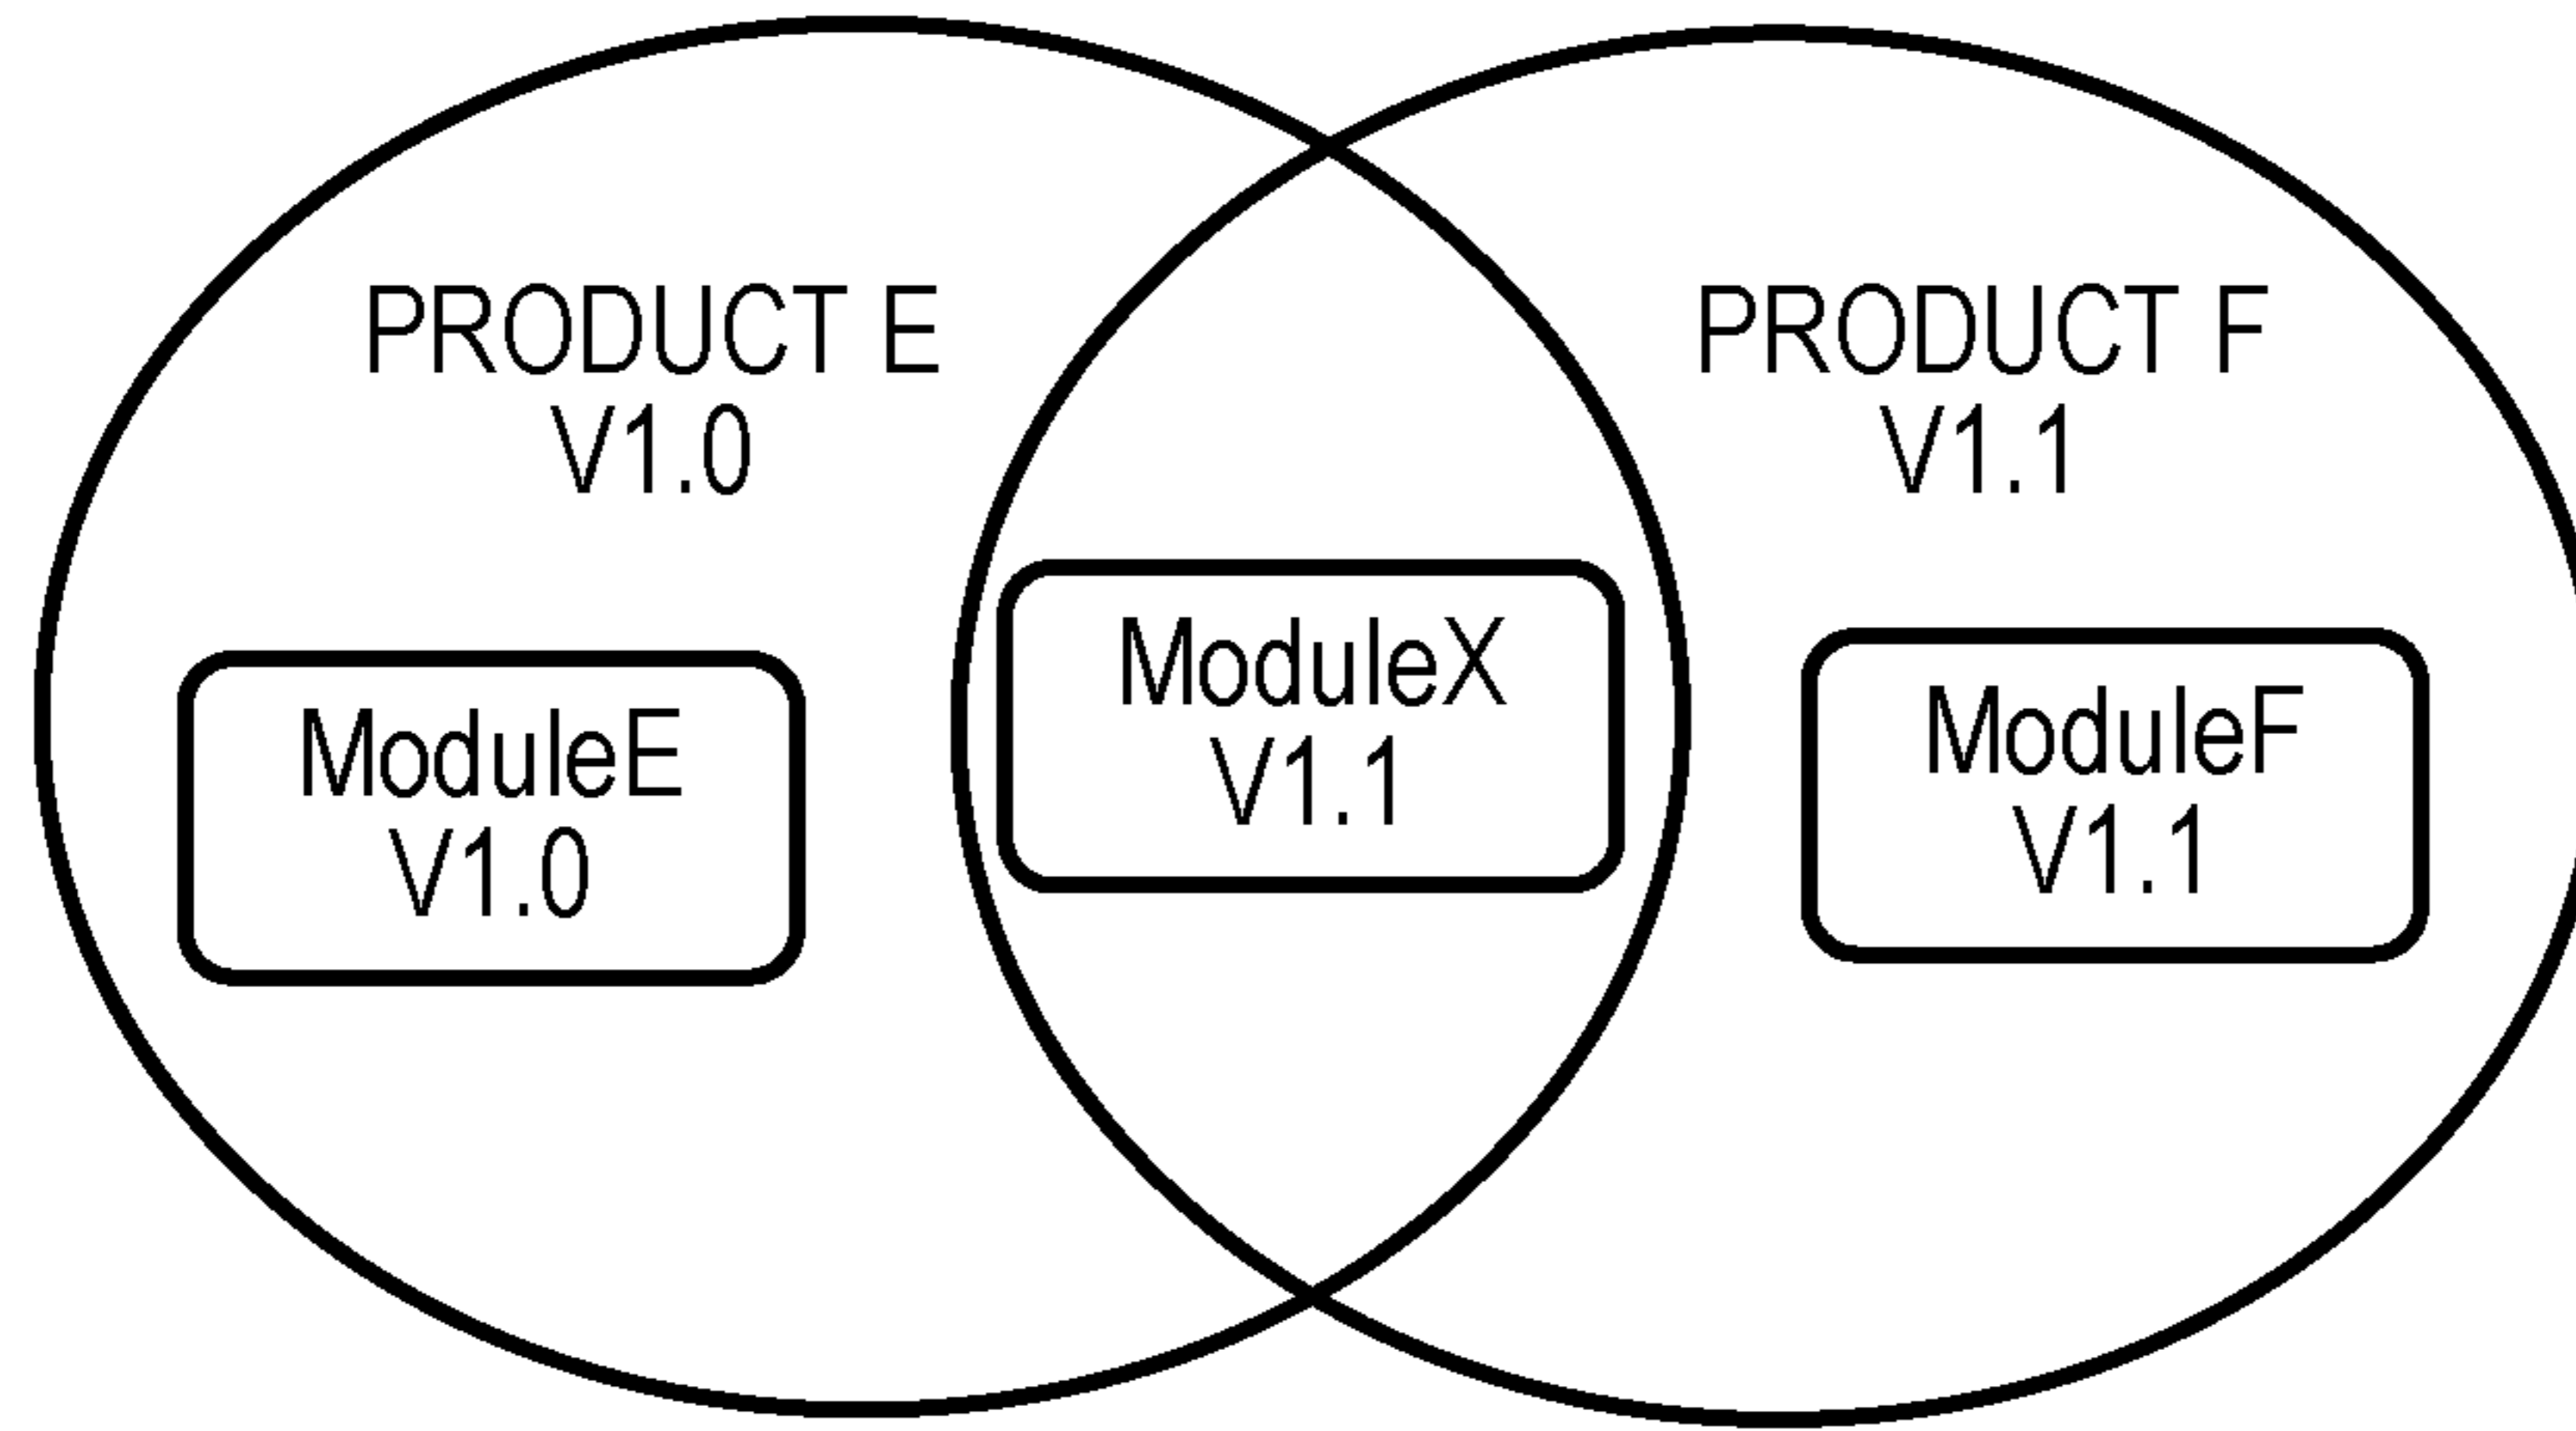 PRODUCT E
V1.0
PRODUCT F
V1.1
ModuleE
V1.0
ModuleX
V1.1
ModuleF
V1.1